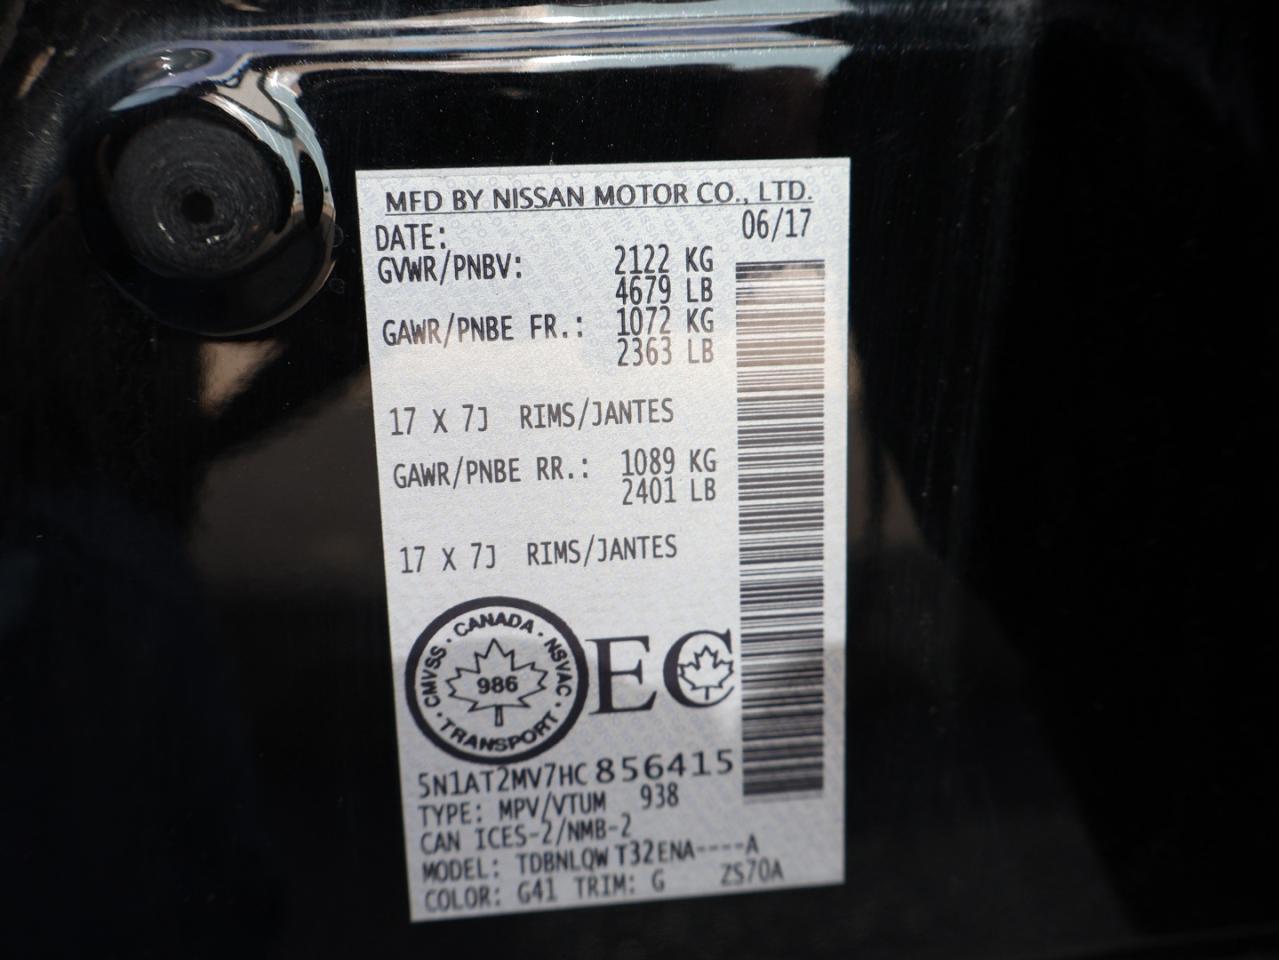 MFD BY NISSAN MOTOR CO., LTD.
DATE: 06/17
GVWR/PNBV: 2122 KG
4679 LB
GAWR/PNBE FR.: 1072 KG
2363 LB
17 X 7J RIMS/JANTES
GAWR/PNBE RR.: 1089 KG
2401 LB
17 X 7J RIMS/JANTES
CANADA · NSVAC · TRANSPORT · CMVSS ·
986
EC
5N1AT2MV7HC856415
TYPE: MPV/VTUM 938
CAN ICES-2/NMB-2
MODEL: TDBNLQW T32ENA----A
COLOR: G41 TRIM: G ZS70A